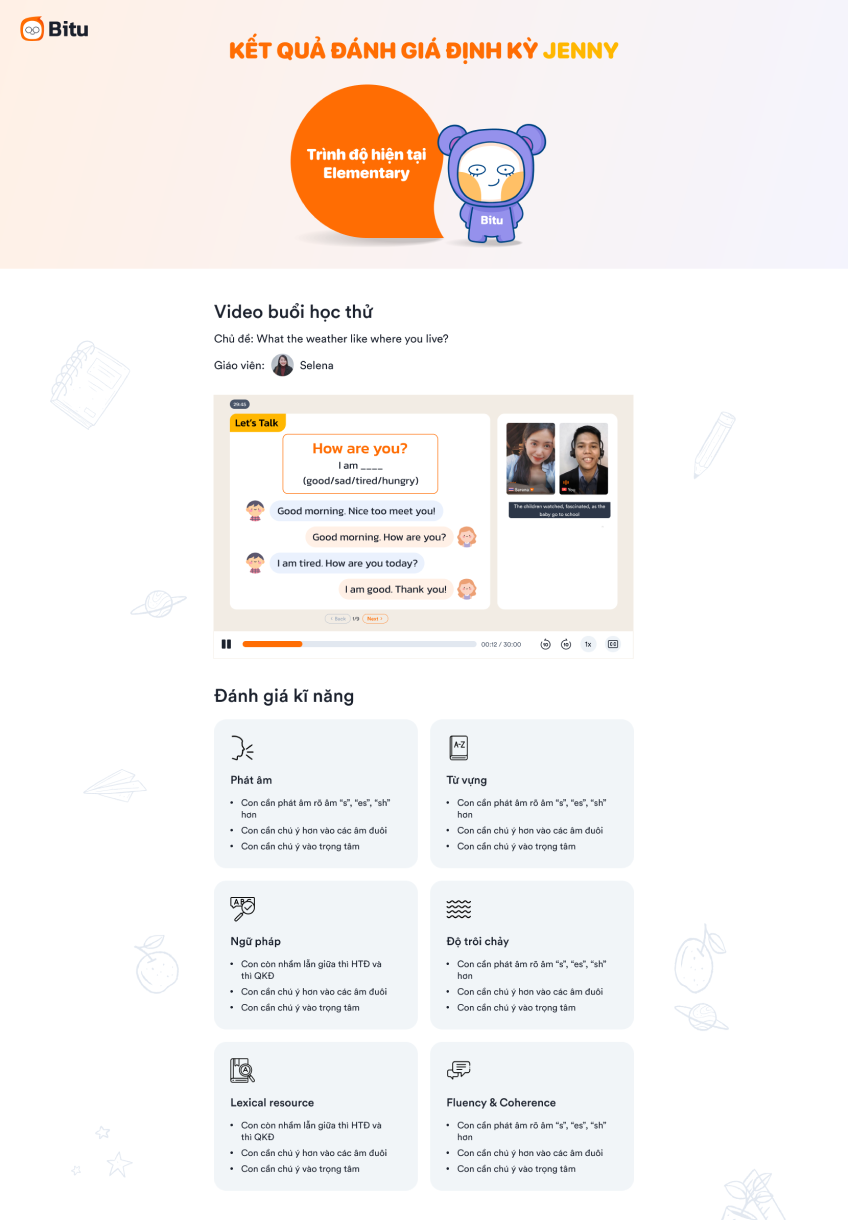 Bitu
KẾT QUẢ ĐÁNH GIÁ ĐỊNH KỲ JENNY
Trình độ hiện tại
Elementary
Bitu
Video buổi học thử
Chủ đề: What the weather like where you live?
Giáo viên: Selena
29:45
Let's Talk
How are you?
I am ____
(good/sad/tired/hungry)
Good morning. Nice too meet you!
Good morning. How are you?
I am tired. How are you today?
I am good. Thank you!
< Back 1/9 Next >
You
The children watched, fascinated, as the
baby go to school
00:12 / 30:00
10
10
1x
CC
Đánh giá kĩ năng
Phát âm
• Con cần phát âm rõ âm “s”, “es”, “sh”
hơn
• Con cần chú ý hơn vào các âm đuôi
• Con cần chú ý vào trọng tâm
A-Z
Từ vựng
• Con cần phát âm rõ âm “s”, “es”, “sh”
hơn
• Con cần chú ý hơn vào các âm đuôi
• Con cần chú ý vào trọng tâm
ABC
Ngữ pháp
• Con còn nhầm lẫn giữa thì HTĐ và
thì QKĐ
• Con cần chú ý hơn vào các âm đuôi
• Con cần chú ý vào trọng tâm
Độ trôi chảy
• Con cần phát âm rõ âm “s”, “es”, “sh”
hơn
• Con cần chú ý hơn vào các âm đuôi
• Con cần chú ý vào trọng tâm
A
Lexical resource
• Con còn nhầm lẫn giữa thì HTĐ và
thì QKĐ
• Con cần chú ý hơn vào các âm đuôi
• Con cần chú ý vào trọng tâm
Fluency & Coherence
• Con cần phát âm rõ âm “s”, “es”, “sh”
hơn
• Con cần chú ý hơn vào các âm đuôi
• Con cần chú ý vào trọng tâm